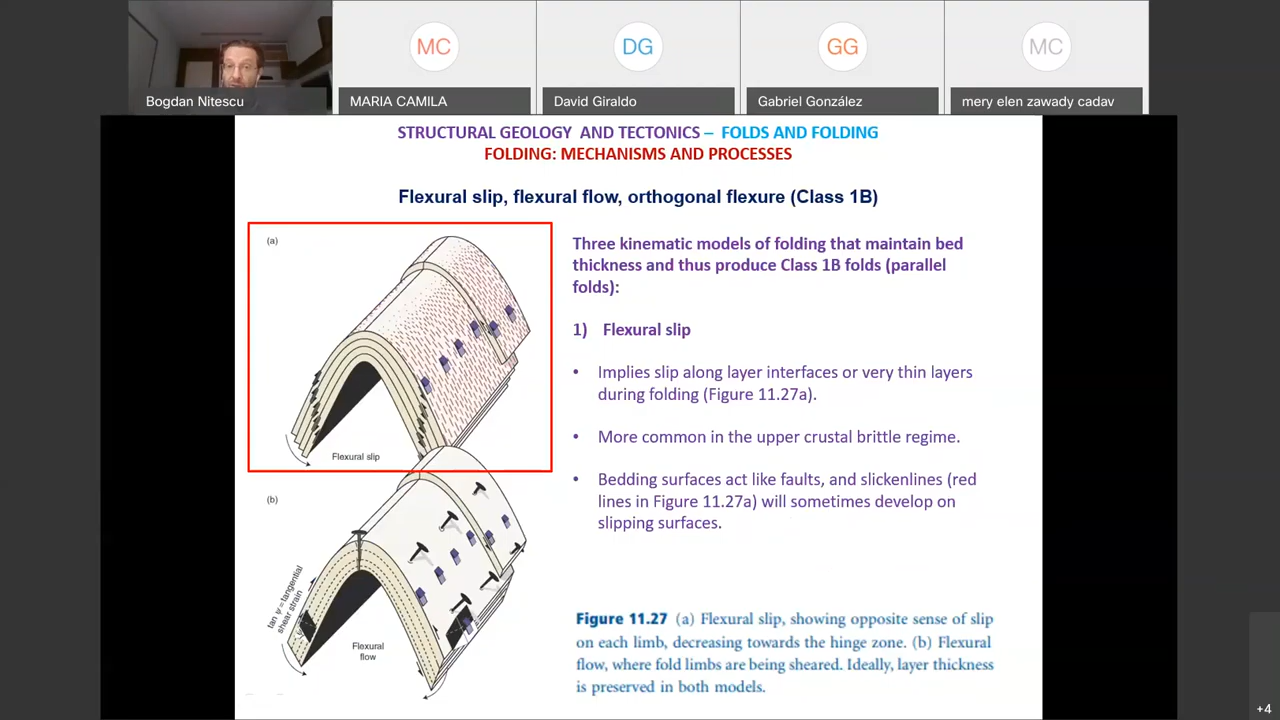 MC
DG
GG
MC
Bogdan Nitescu
MARIA CAMILA
David Giraldo
Gabriel González
mery elen zawady cadav
STRUCTURAL GEOLOGY AND TECTONICS – FOLDS AND FOLDING
FOLDING: MECHANISMS AND PROCESSES
Flexural slip, flexural flow, orthogonal flexure (Class 1B)
(a)
Flexural slip
(b)
tan ψ = tangential
shear strain
Flexural
flow
Three kinematic models of folding that maintain bed
thickness and thus produce Class 1B folds (parallel
folds):
1) Flexural slip
• Implies slip along layer interfaces or very thin layers
during folding (Figure 11.27a).
• More common in the upper crustal brittle regime.
• Bedding surfaces act like faults, and slickenlines (red
lines in Figure 11.27a) will sometimes develop on
slipping surfaces.
Figure 11.27 (a) Flexural slip, showing opposite sense of slip
on each limb, decreasing towards the hinge zone. (b) Flexural
flow, where fold limbs are being sheared. Ideally, layer thickness
is preserved in both models.
+4